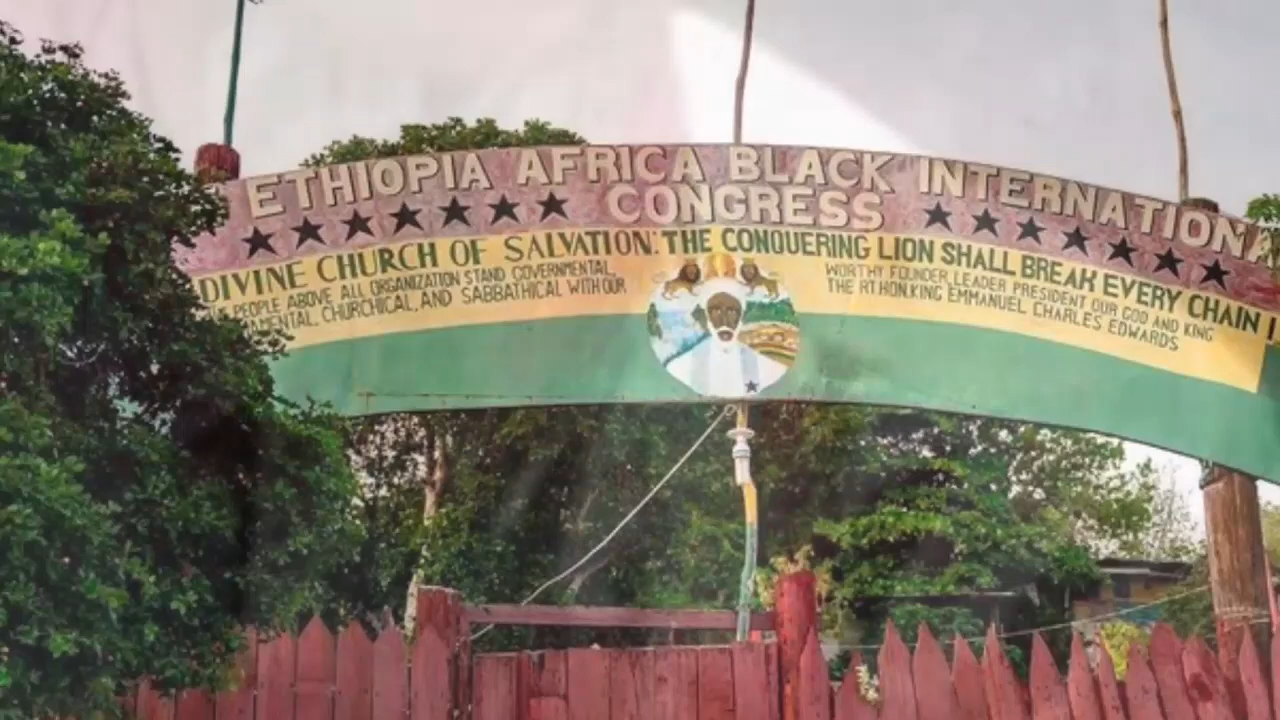 ETHIOPIA AFRICA BLACK INTERNATIONA
CONGRESS
DIVINE CHURCH OF SALVATION: THE CONQUERING LION SHALL BREAK EVERY CHAIN !
PEOPLE ABOVE ALL ORGANIZATION STAND GOVERNMENTAL,
CHURCHICAL, AND SABBATHICAL WITH OUR
WORTHY FOUNDER, LEADER PRESIDENT OUR GOD AND KING
THE RT.HON.KING EMMANUEL CHARLES EDWARDS